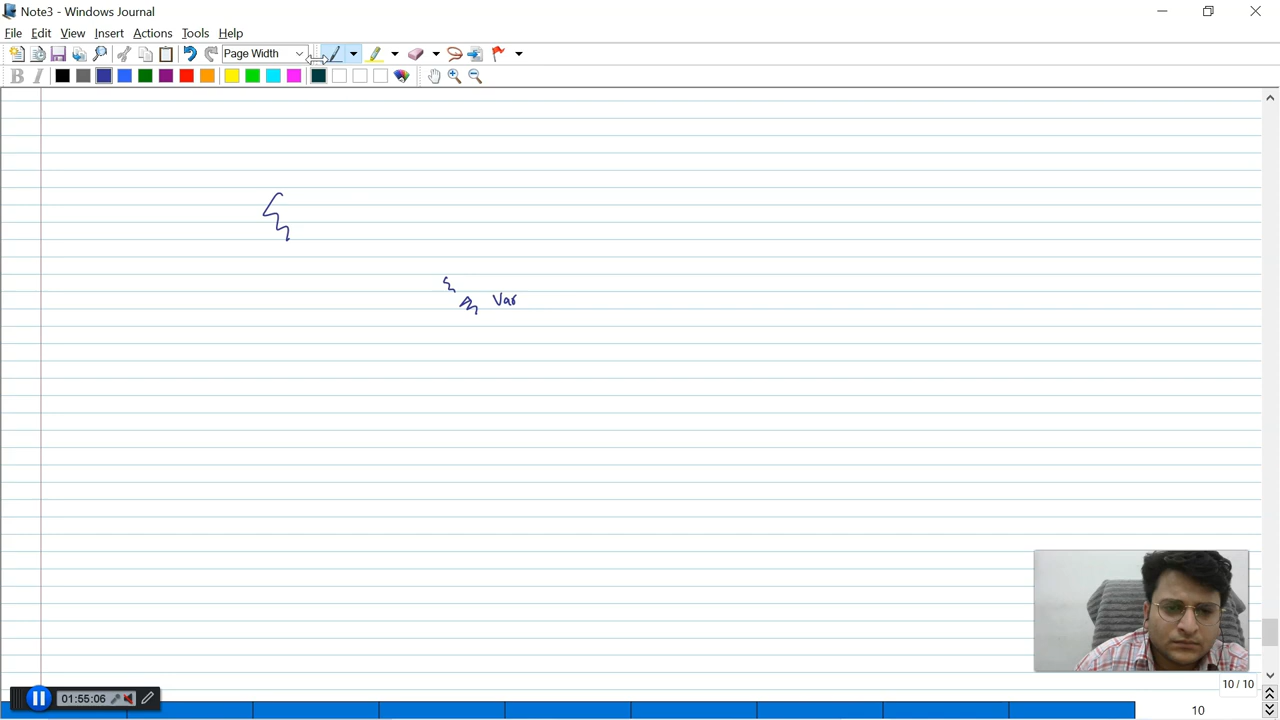 Note3 - Windows Journal
File Edit View Insert Actions Tools Help
Page Width
B I
Var
10 / 10
01:55:06
10